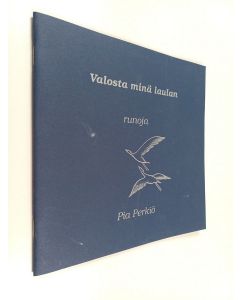 Valosta minä laulan
runoja
Pia Perkiö